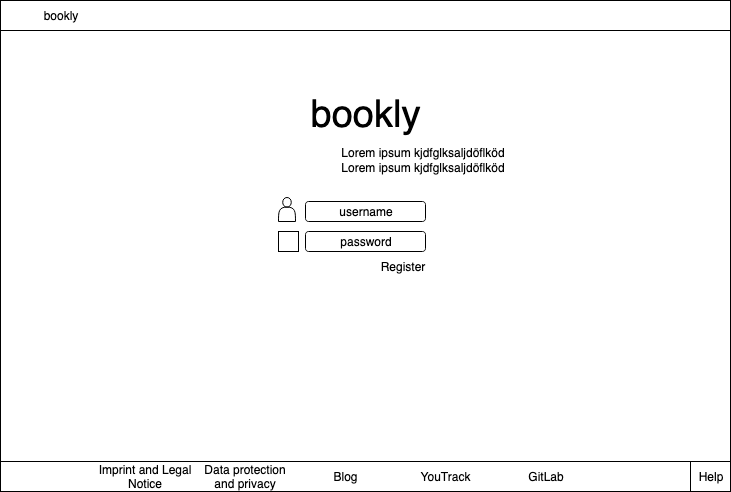 bookly
bookly
Lorem ipsum kjdfglksaljdöflköd
Lorem ipsum kjdfglksaljdöflköd
username
password
Register
Imprint and Legal
Notice
Data protection
and privacy
Blog
YouTrack
GitLab
Help